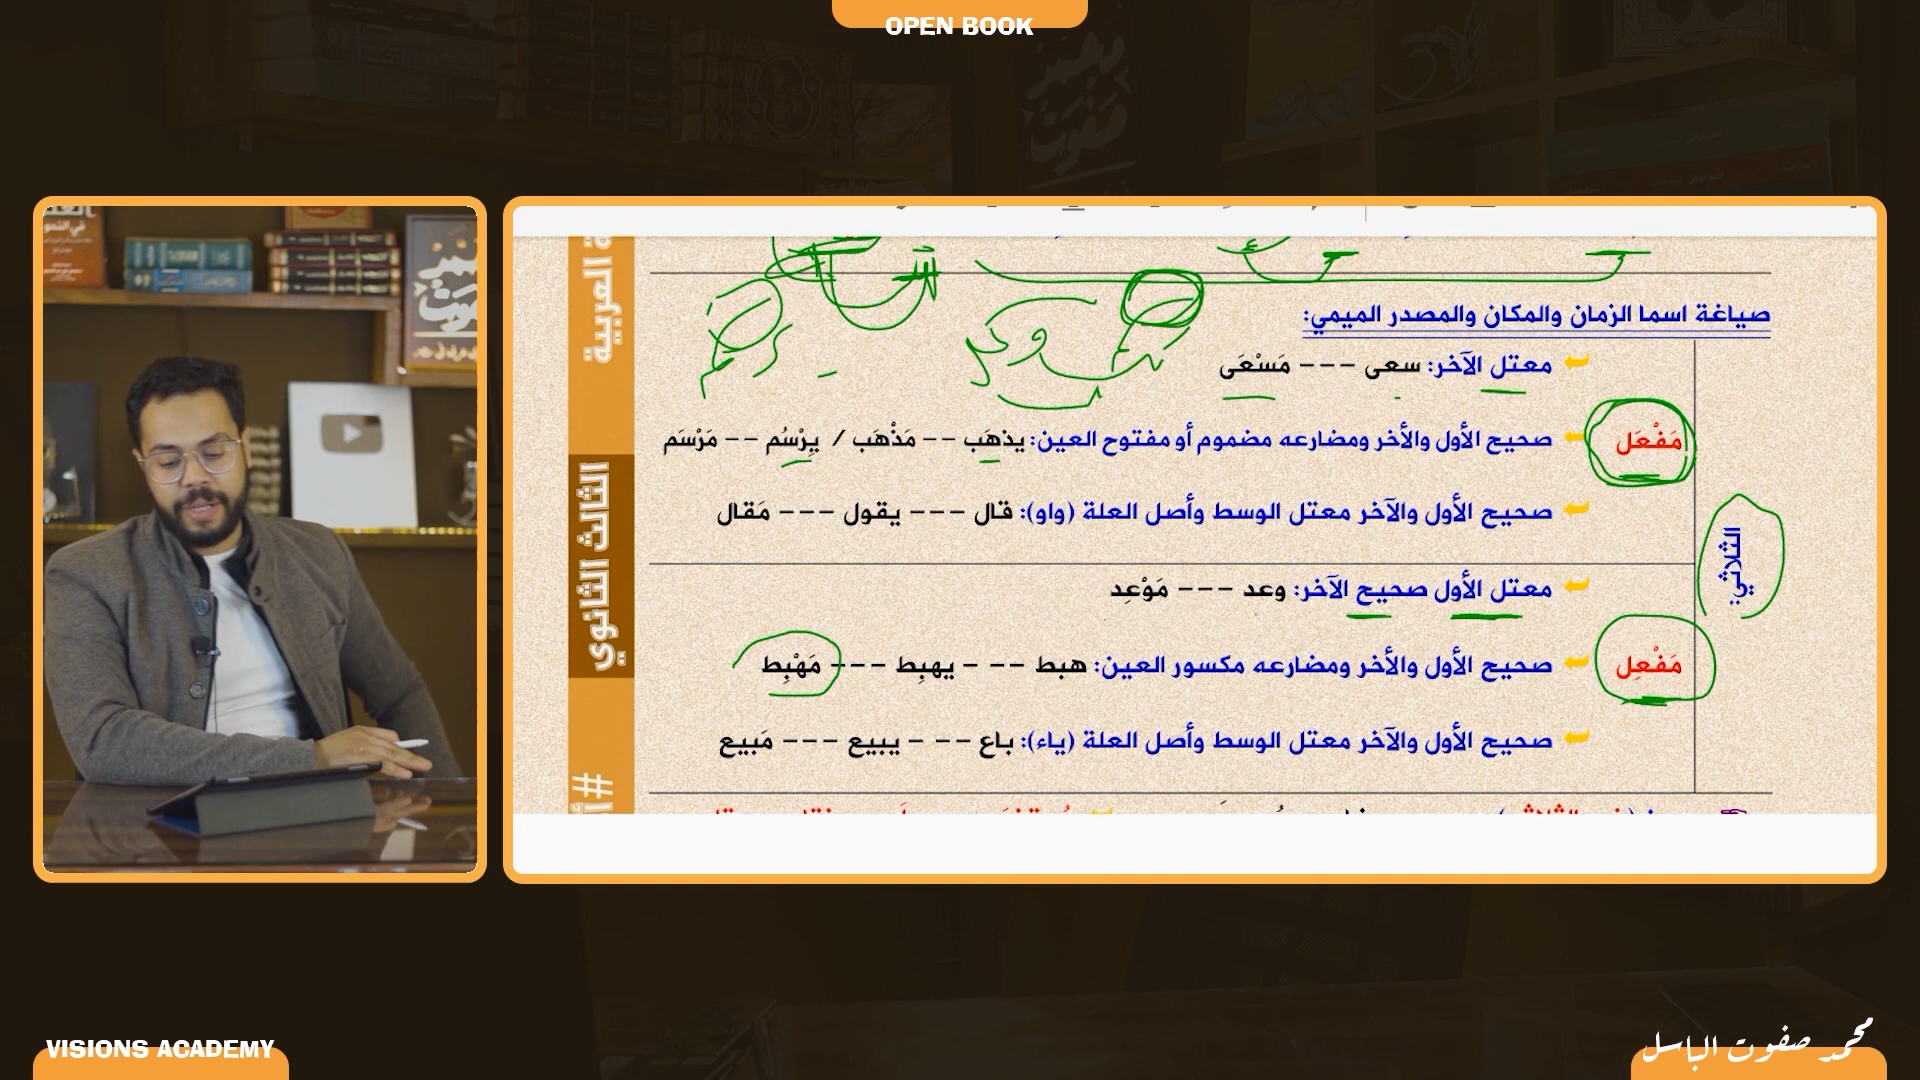 OPEN BOOK
صياغة اسما الزمان والمكان والمصدر الميمي:
الثلاثي:
مَفْعَل
معتل الآخر: سعى --- مَسْعَى
صحيح الأول والأخر ومضارعه مضموم أو مفتوح العين: يذهَب -- مَذْهَب / يرْسُم -- مَرْسَم
صحيح الأول والآخر معتل الوسط وأصل العلة (واو): قال --- يقول --- مَقال
مَفْعِل
معتل الأول صحيح الآخر: وعد --- مَوْعِد
صحيح الأول والأخر ومضارعه مكسور العين: هبط -- - يهبِط --- مَهْبِط
صحيح الأول والآخر معتل الوسط وأصل العلة (ياء): باع -- - يبيع --- مَبيع
العربية
الثالث الثانوي
VISIONS ACADEMY
محمد صفوت الباسل